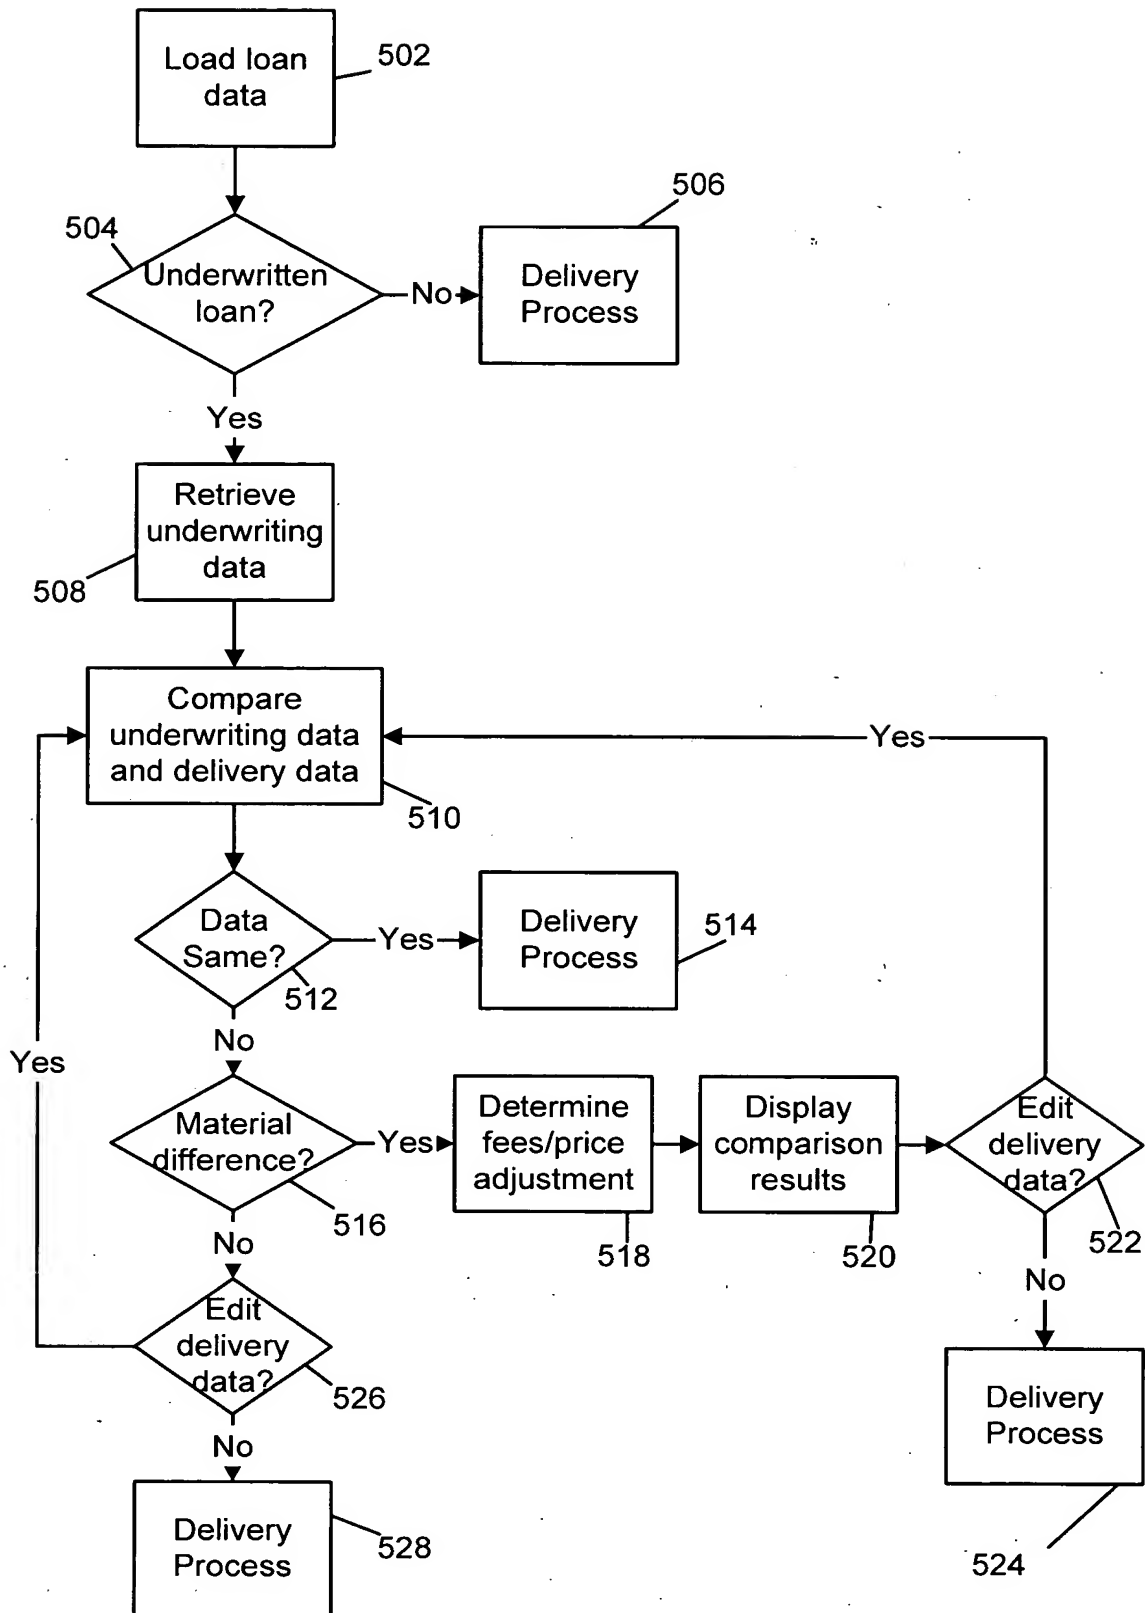 Load loan
data
502
504
Underwritten
loan?
No
506
Delivery
Process
Yes
Retrieve
underwriting
data
508
Compare
underwriting data
and delivery data
510
Yes
Data
Same?
512
Yes
Delivery
Process
514
No
Yes
Material
difference?
516
Yes
Determine
fees/price
adjustment
518
Display
comparison
results
520
Edit
delivery
data?
522
No
Edit
delivery
data?
526
No
Delivery
Process
524
No
Delivery
Process
528